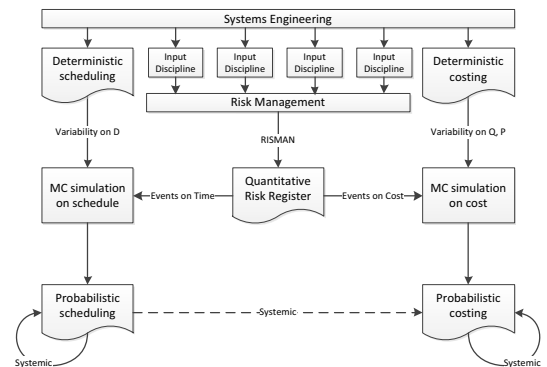 Systems Engineering
Deterministic
scheduling
Input
Discipline
Input
Discipline
Input
Discipline
Input
Discipline
Deterministic
costing
Risk Management
Variability on D
RISMAN
Variability on Q, P
MC simulation
on schedule
Events on Time
Quantitative
Risk Register
Events on Cost
MC simulation
on cost
Probabilistic
scheduling
Systemic
Probabilistic
costing
Systemic
Systemic